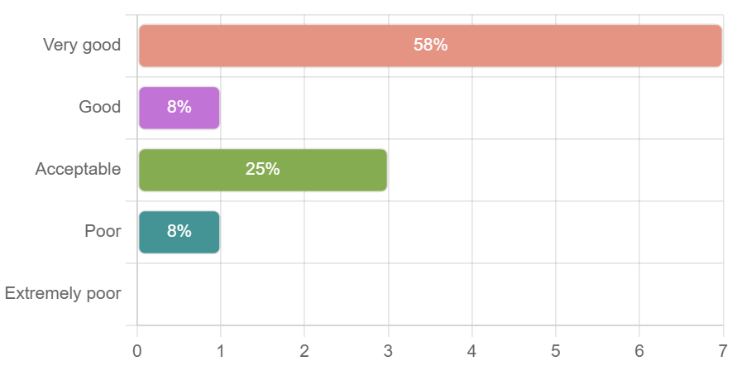 Very good 58%
Good 8%
Acceptable 25%
Poor 8%
Extremely poor
0 1 2 3 4 5 6 7